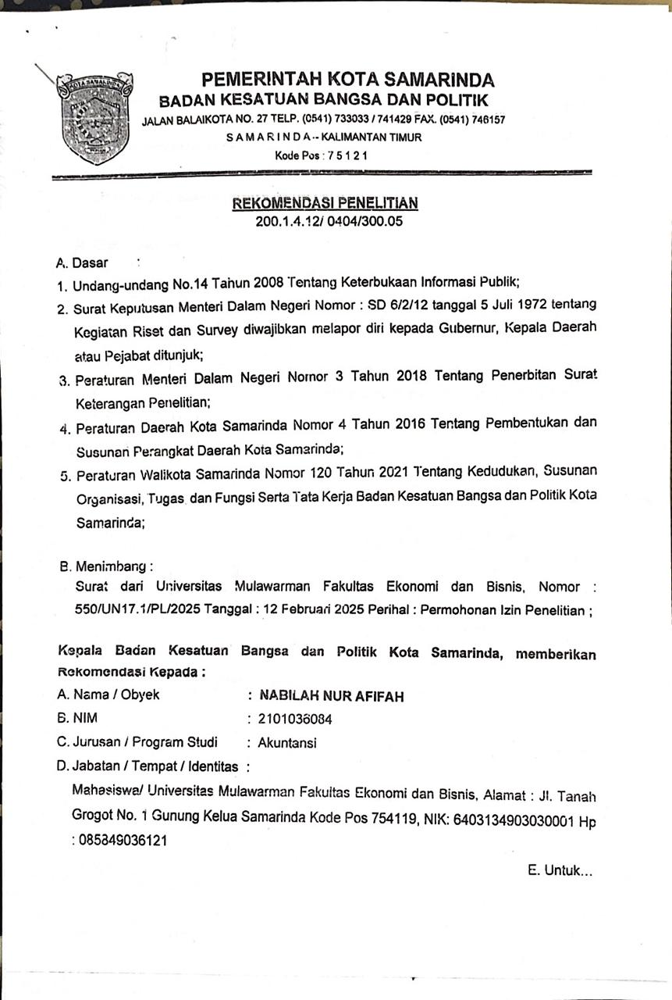 KOTA SAMARINDA
PEMERINTAH KOTA SAMARINDA
BADAN KESATUAN BANGSA DAN POLITIK
JALAN BALAIKOTA NO. 27 TELP. (0541) 733033 / 741429 FAX. (0541) 746157
S A M A R I N D A -- KALIMANTAN TIMUR
Kode Pos : 7 5 1 2 1
REKOMENDASI PENELITIAN
200.1.4.12/ 0404/300.05
A. Dasar :
1. Undang-undang No.14 Tahun 2008 Tentang Keterbukaan Informasi Publik;
2. Surat Keputusan Menteri Dalam Negeri Nomor : SD 6/2/12 tanggal 5 Juli 1972 tentang
Kegiatan Riset dan Survey diwajibkan melapor diri kepada Gubernur, Kepala Daerah
atau Pejabat ditunjuk;
3. Peraturan Menteri Dalam Negeri Nomor 3 Tahun 2018 Tentang Penerbitan Surat
Keterangan Penelitian;
4. Peraturan Daerah Kota Samarinda Nomor 4 Tahun 2016 Tentang Pembentukan dan
Susunan Perangkat Daerah Kota Samarinda;
5. Peraturan Walikota Samarinda Nomor 120 Tahun 2021 Tentang Kedudukan, Susunan
Organisasi, Tugas dan Fungsi Serta Tata Kerja Badan Kesatuan Bangsa dan Politik Kota
Samarinda;
B. Menimbang :
Surat dari Universitas Mulawarman Fakultas Ekonomi dan Bisnis, Nomor :
550/UN17.1/PL/2025 Tanggal : 12 Februari 2025 Perihal : Permohonan Izin Penelitian ;
Kepala Badan Kesatuan Bangsa dan Politik Kota Samarinda, memberikan
Rekomendasi Kepada :
A. Nama / Obyek : NABILAH NUR AFIFAH
B. NIM : 2101036084
C. Jurusan / Program Studi : Akuntansi
D. Jabatan / Tempat / Identitas :
Mahasiswa/ Universitas Mulawarman Fakultas Ekonomi dan Bisnis, Alamat : Jl. Tanah
Grogot No. 1 Gunung Kelua Samarinda Kode Pos 754119, NIK: 6403134903030001 Hp
: 085849036121
E. Untuk...